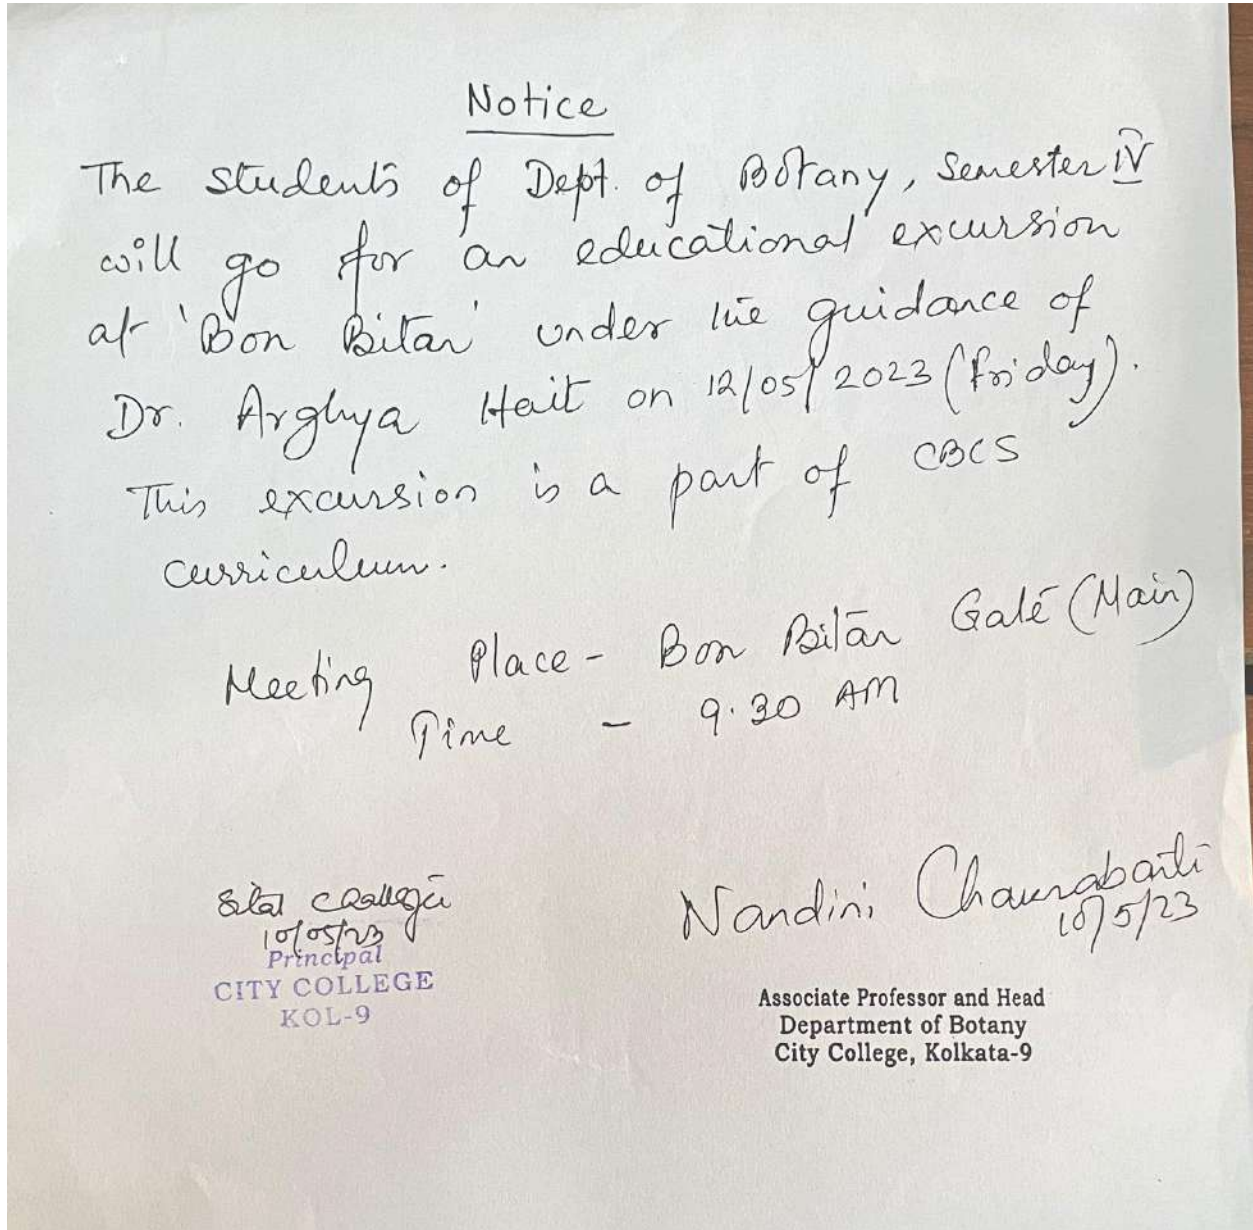 Notice
The students of Dept. of Botany, Semester IV
will go for an educational excursion
at 'Bon Bitan' under the guidance of
Dr. Arghya Hait on 12/05/2023 (Friday).
This excursion is a part of CBCS
curriculum.
Meeting Place - Bon Bitan Gate (Main)
Time - 9.30 AM
10/05/23
Principal
CITY COLLEGE
KOL-9
Nandini Chakrabarti
10/5/23
Associate Professor and Head
Department of Botany
City College, Kolkata-9